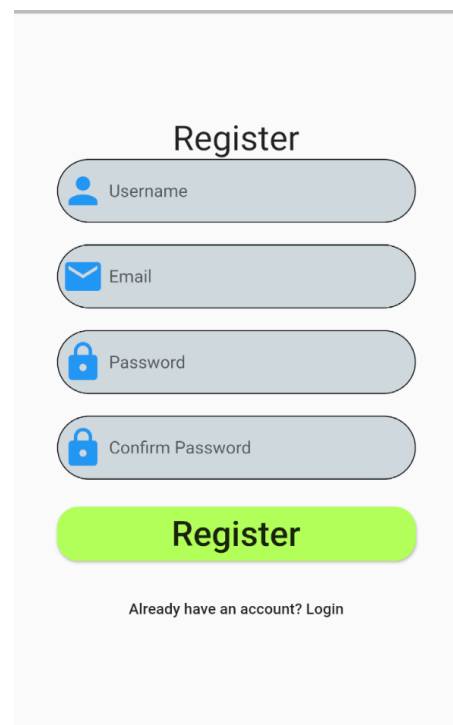 Register
Username
Email
Password
Confirm Password
Register
Already have an account? Login